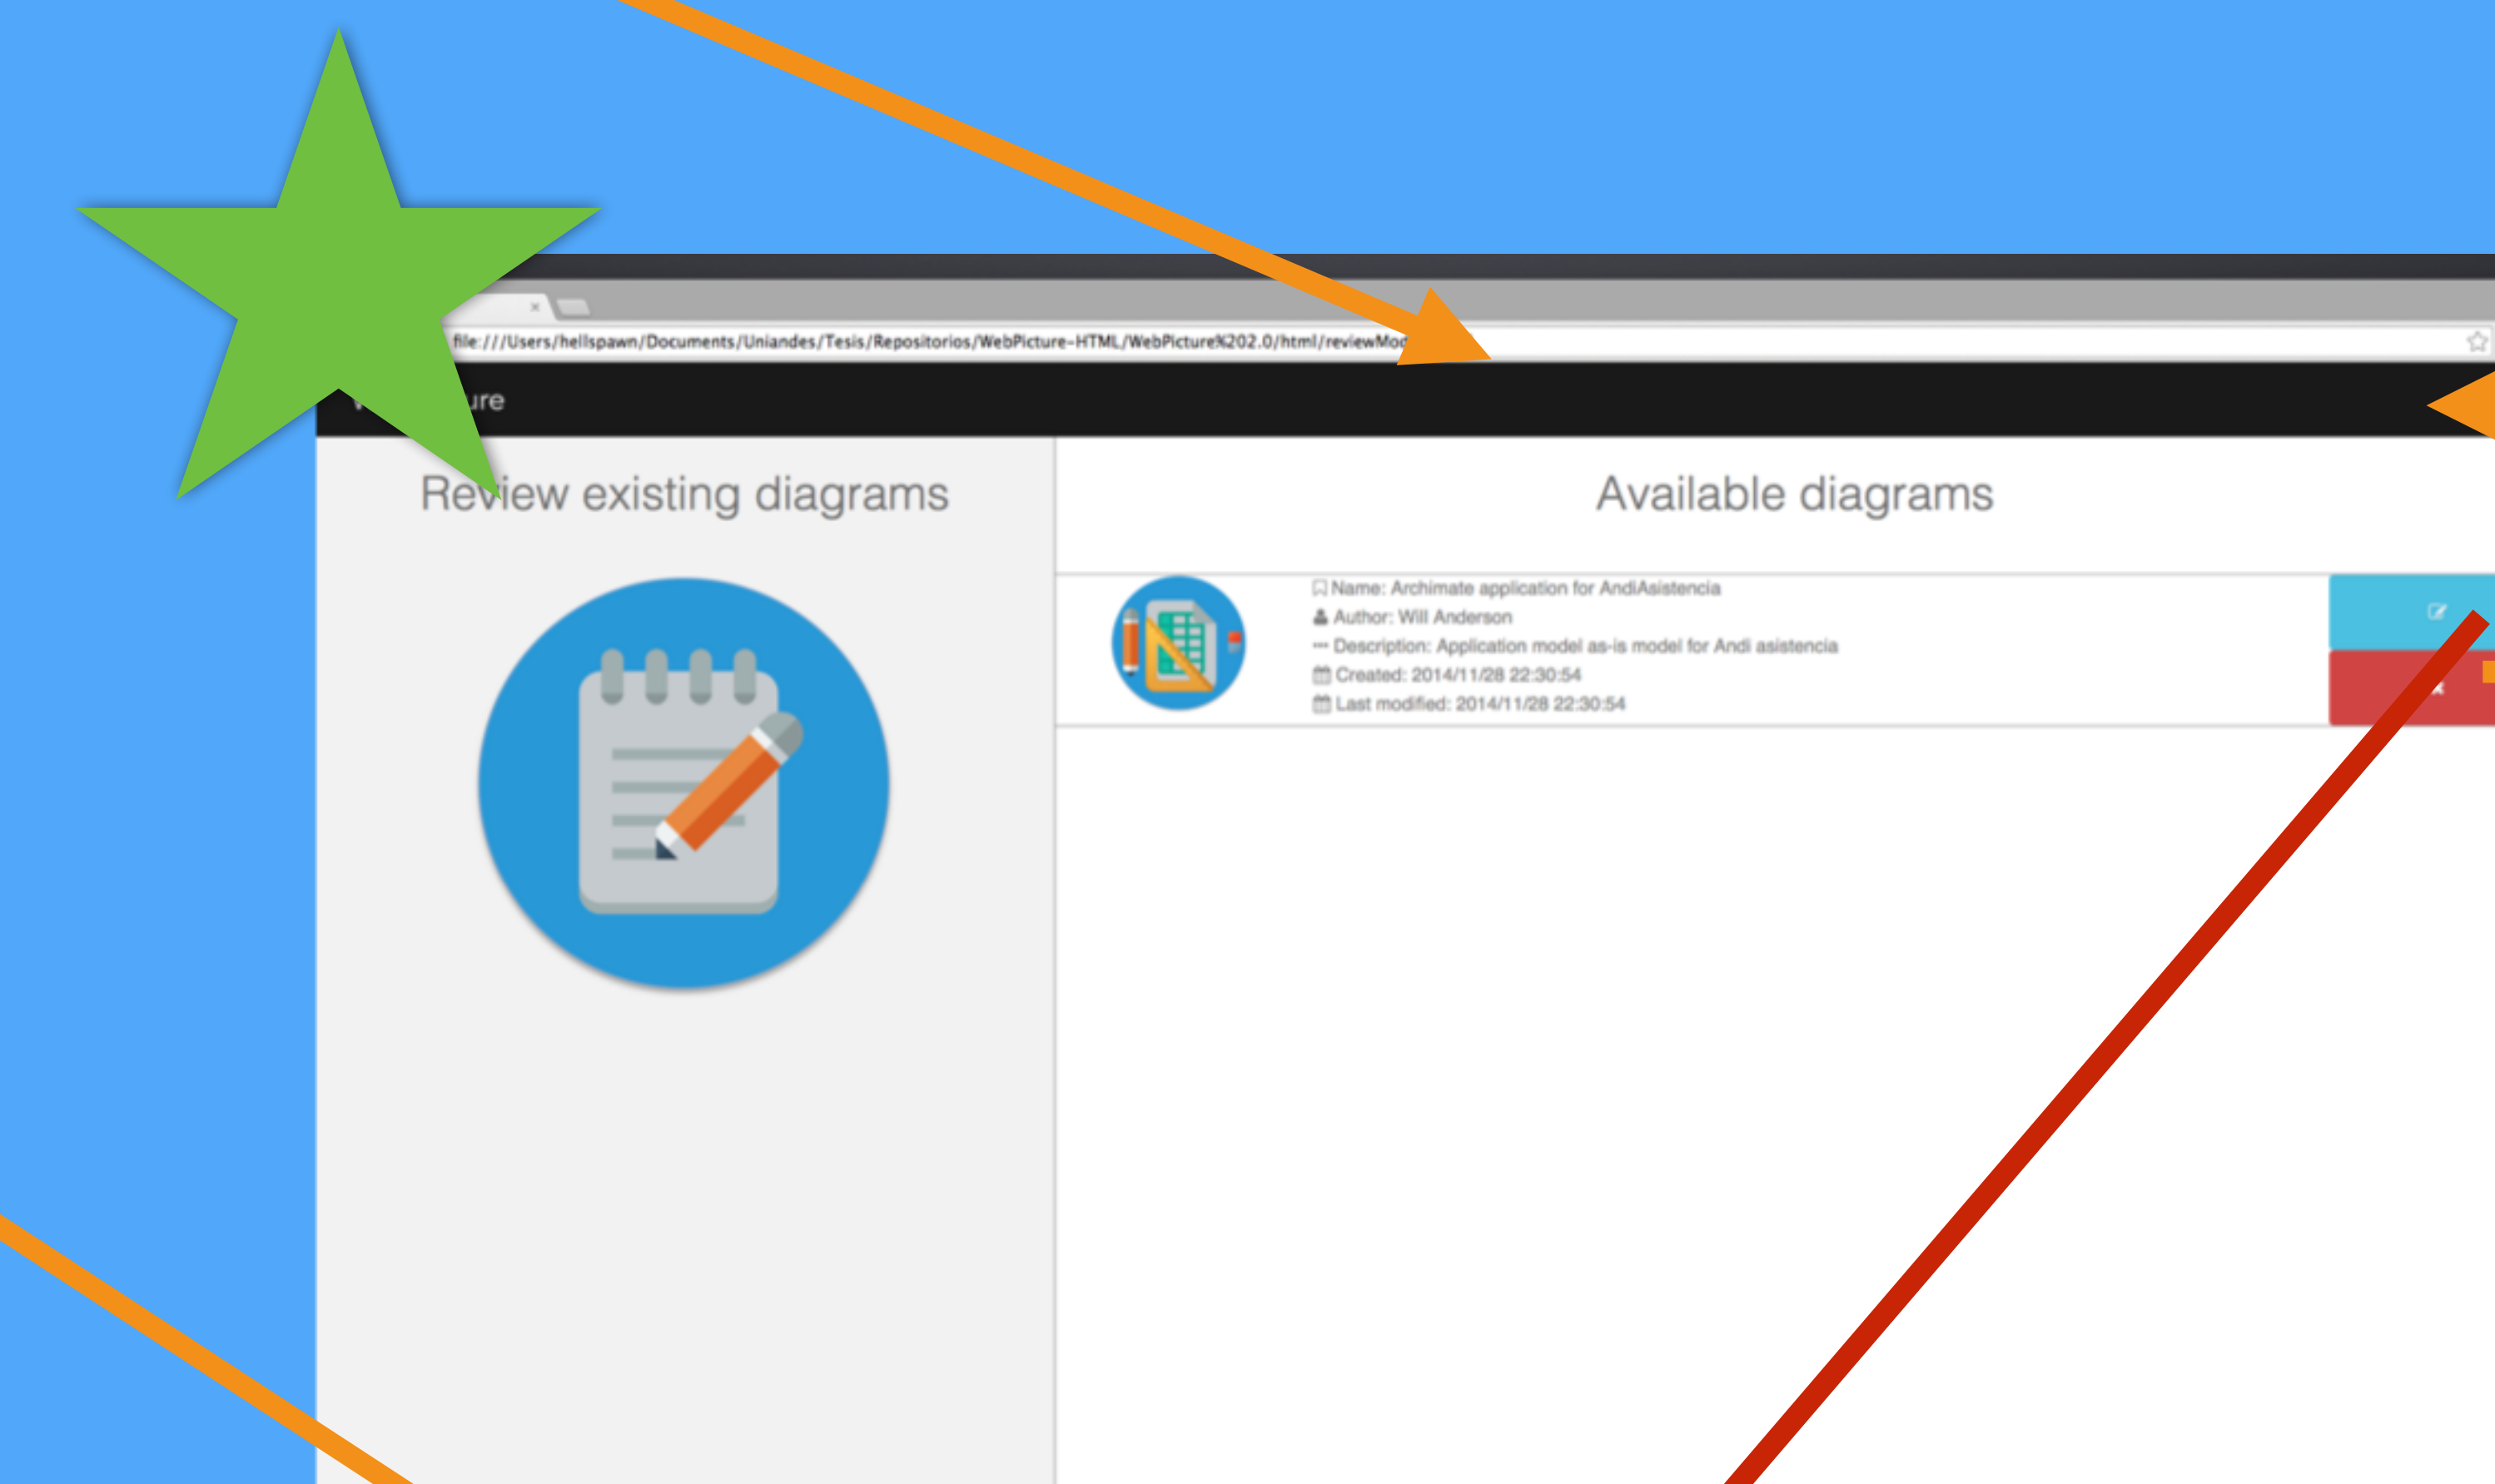 file:///Users/hellspawn/Documents/Uniandes/Tesis/Repositorios/WebPicture-HTML/WebPicture%202.0/html/reviewMod
ure
Review existing diagrams
Available diagrams
Name: Archimate application for AndiAsistencia
Author: Will Anderson
Description: Application model as-is model for Andi asistencia
Created: 2014/11/28 22:30:54
Last modified: 2014/11/28 22:30:54